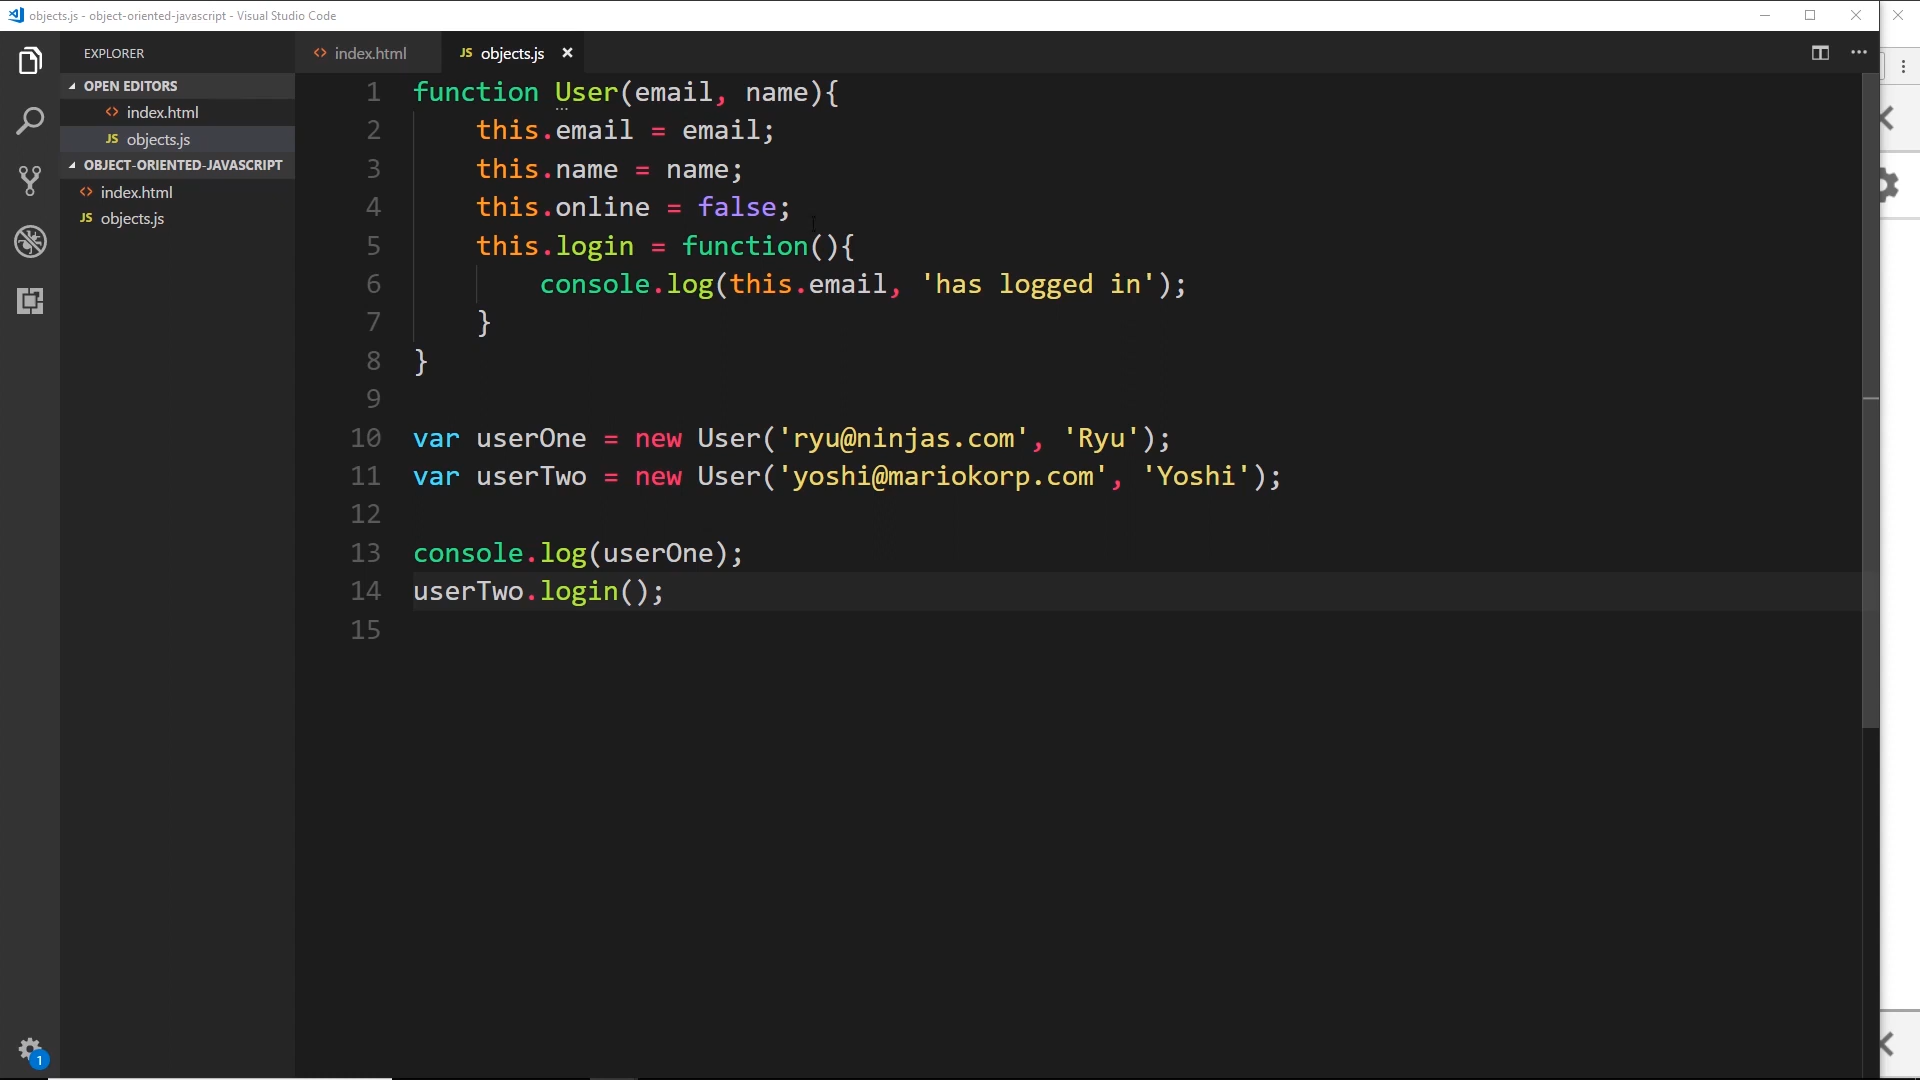 objects.js - object-oriented-javascript - Visual Studio Code
EXPLORER
OPEN EDITORS
<> index.html
JS objects.js
OBJECT-ORIENTED-JAVASCRIPT
<> index.html
JS objects.js
1
<> index.html
JS objects.js ×
1 function User(email, name){
2     this.email = email;
3     this.name = name;
4     this.online = false;
5     this.login = function(){
6         console.log(this.email, 'has logged in');
7     }
8 }
9
10 var userOne = new User('ryu@ninjas.com', 'Ryu');
11 var userTwo = new User('yoshi@mariokorp.com', 'Yoshi');
12
13 console.log(userOne);
14 userTwo.login();
15